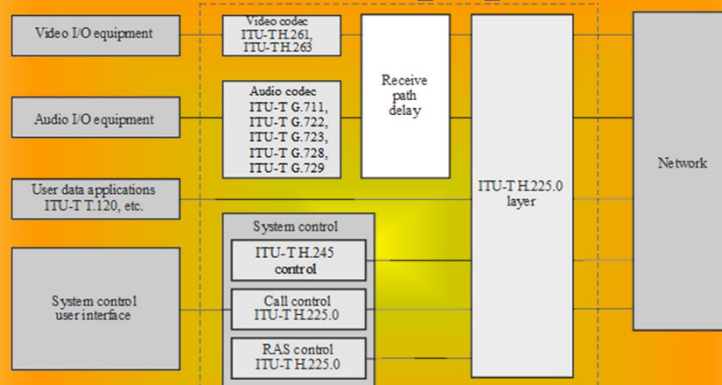 Video I/O equipment
Video codec
ITU-T H.261,
ITU-T H.263
Audio I/O equipment
Audio codec
ITU-T G.711,
ITU-T G.722,
ITU-T G.723,
ITU-T G.728,
ITU-T G.729
Receive
path
delay
User data applications
ITU-T T.120, etc.
System control
user interface
System control
ITU-T H.245
control
Call control
ITU-T H.225.0
RAS control
ITU-T H.225.0
ITU-T H.225.0
layer
Network